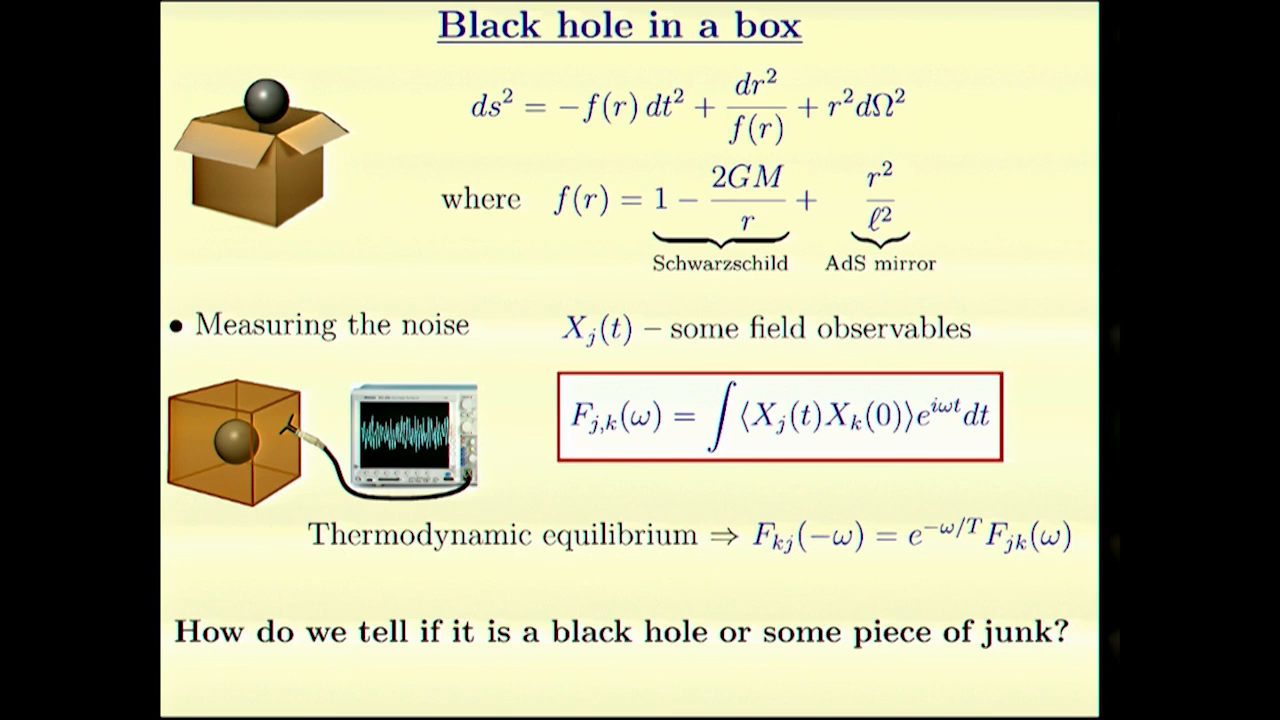 Black hole in a box
ds² = −f(r) dt² + dr²/f(r) + r²dΩ²
where f(r) = 1 − 2GM/r + r²/ℓ²
Schwarzschild AdS mirror
• Measuring the noise X_j(t) – some field observables
F_{j,k}(ω) = ∫⟨X_j(t)X_k(0)⟩e^{iωt}dt
Thermodynamic equilibrium ⇒ F_{kj}(−ω) = e^{−ω/T}F_{jk}(ω)
How do we tell if it is a black hole or some piece of junk?